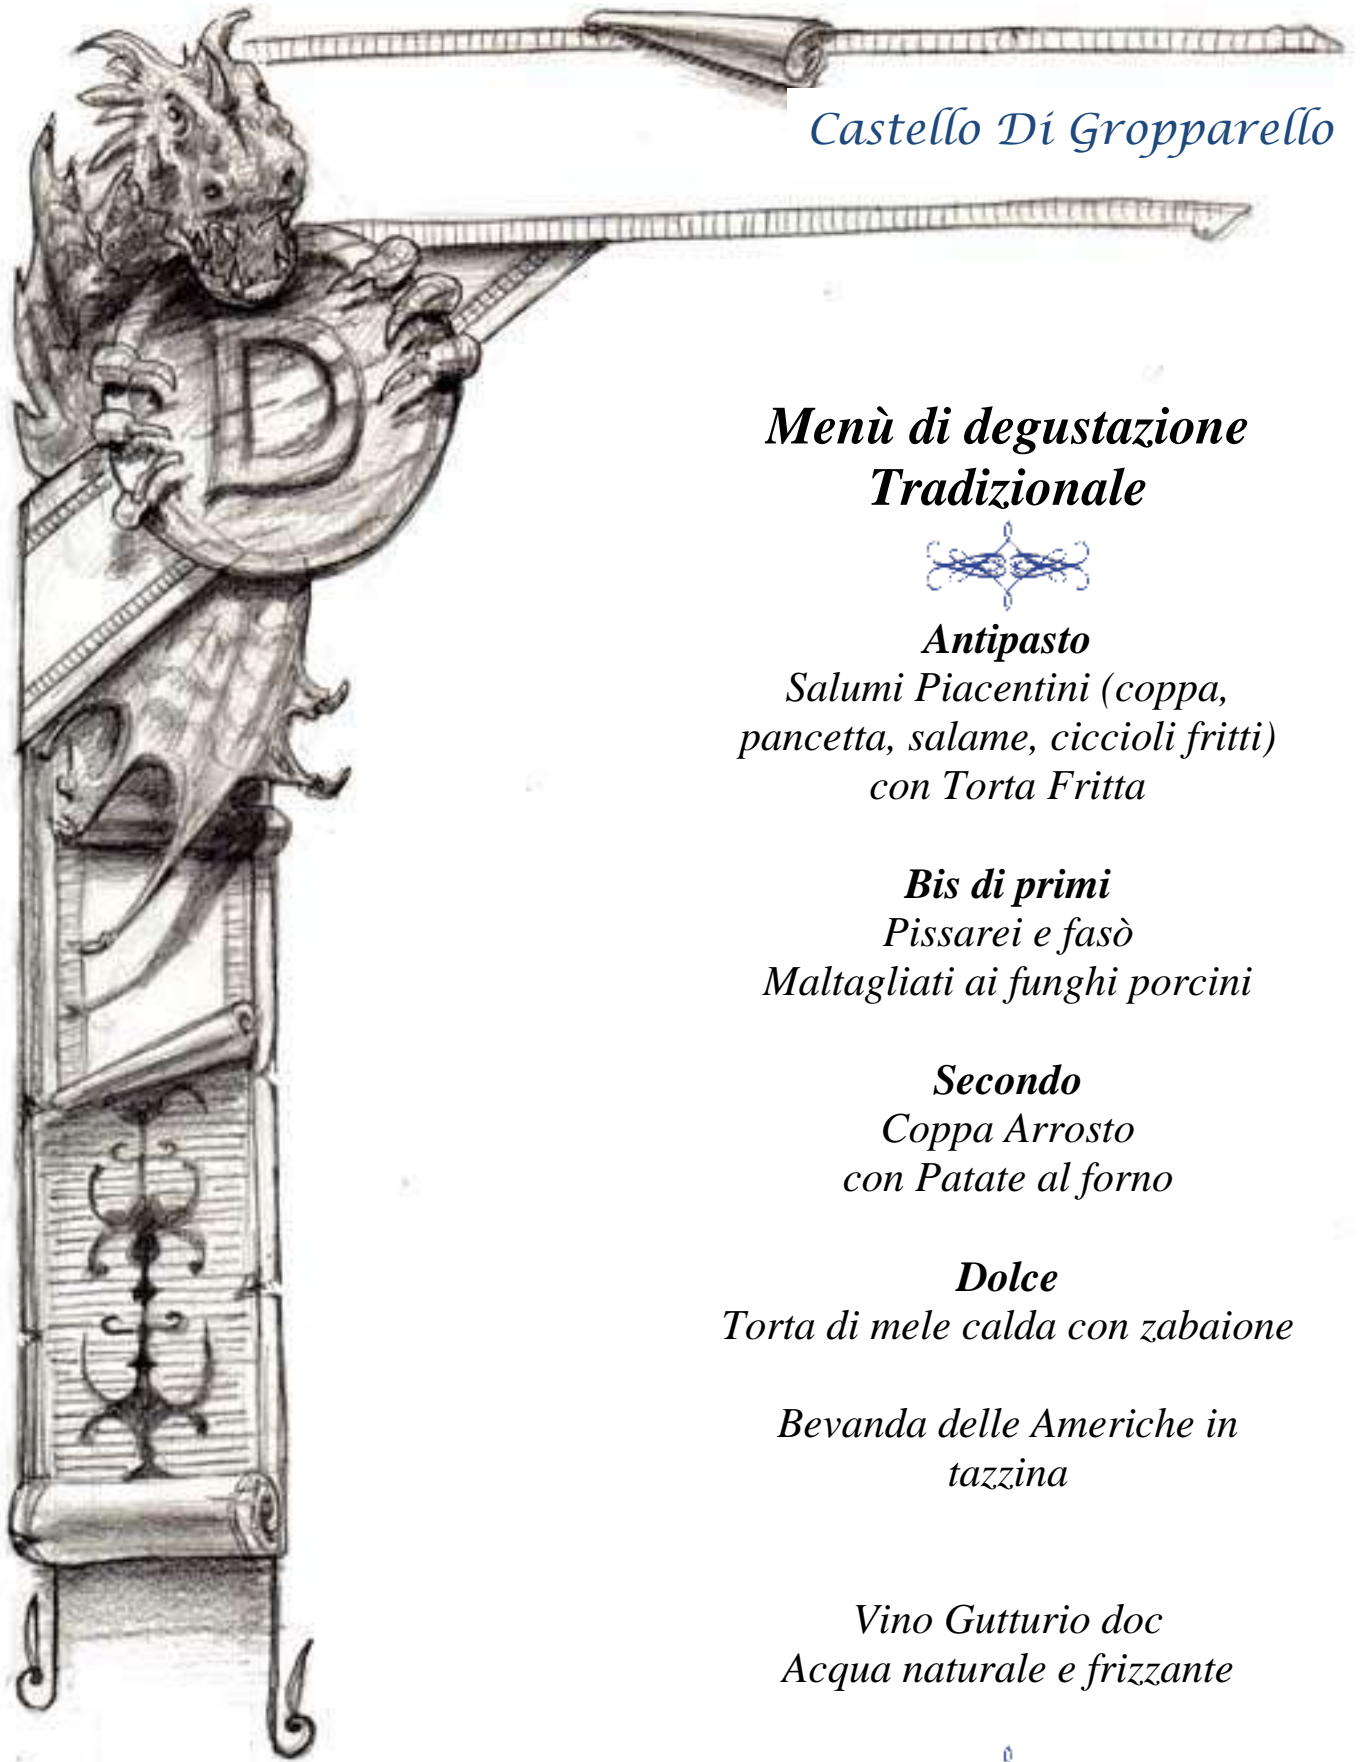 Castello Di Gropparello
D
Menù di degustazione
Tradizionale
Antipasto
Salumi Piacentini (coppa,
pancetta, salame, ciccioli fritti)
con Torta Fritta
Bis di primi
Pissarei e fasò
Maltagliati ai funghi porcini
Secondo
Coppa Arrosto
con Patate al forno
Dolce
Torta di mele calda con zabaione
Bevanda delle Americhe in
tazzina
Vino Gutturio doc
Acqua naturale e frizzante